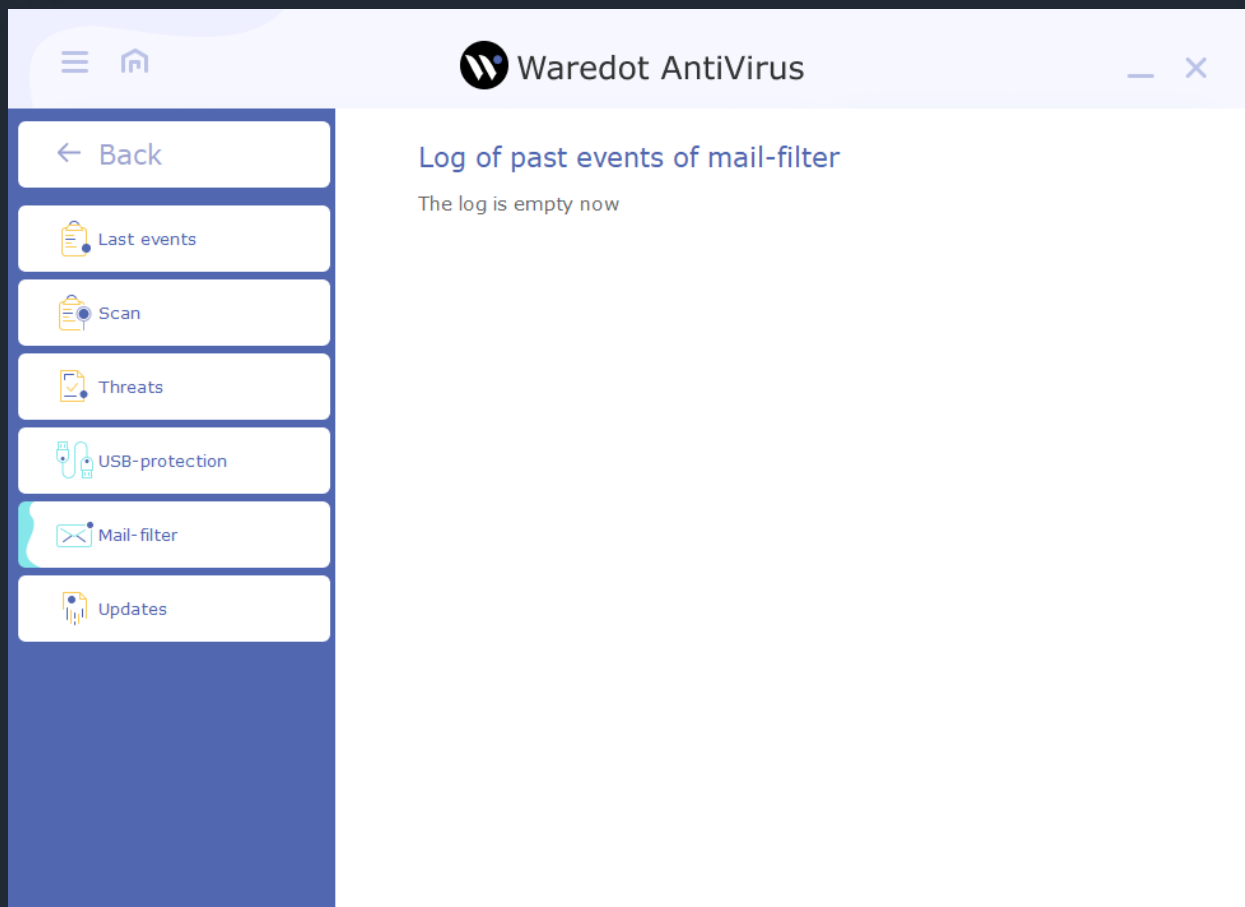 Waredot AntiVirus
Back
Last events
Scan
Threats
USB-protection
Mail-filter
Updates
Log of past events of mail-filter
The log is empty now